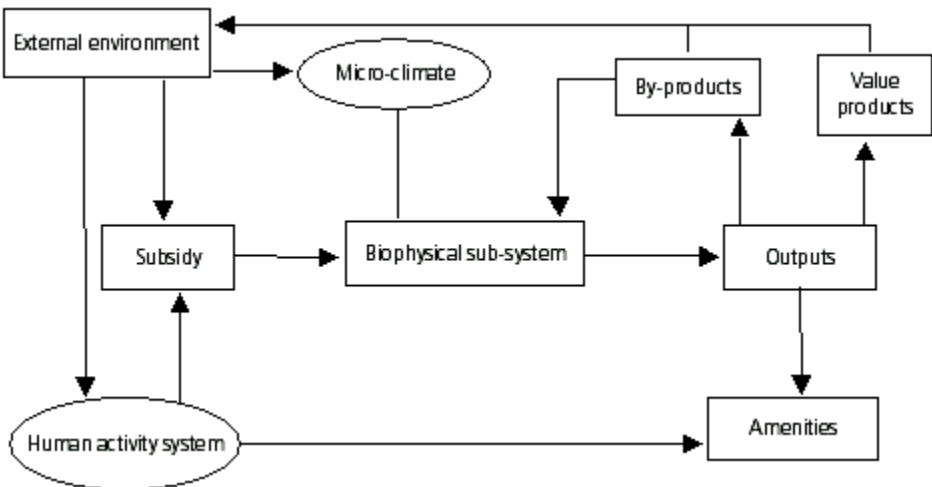 External environment
Micro-climate
By-products
Value
products
Subsidy
Biophysical sub-system
Outputs
Human activity system
Amenities